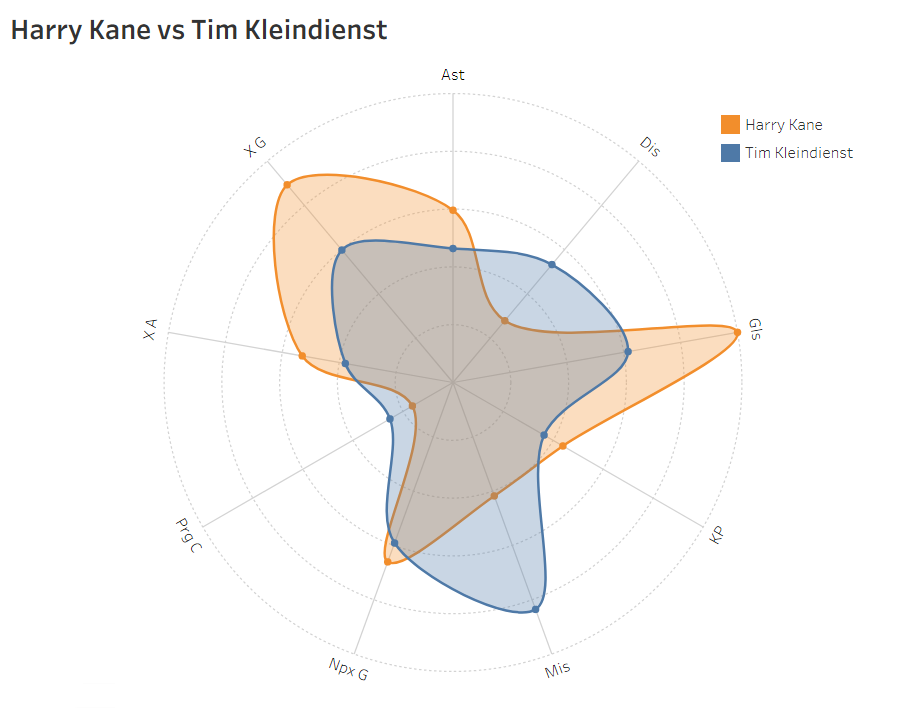 Harry Kane vs Tim Kleindienst
Ast
Harry Kane
Tim Kleindienst
X G
Dis
X A
Gls
Prg C
KP
Npx G
Mis